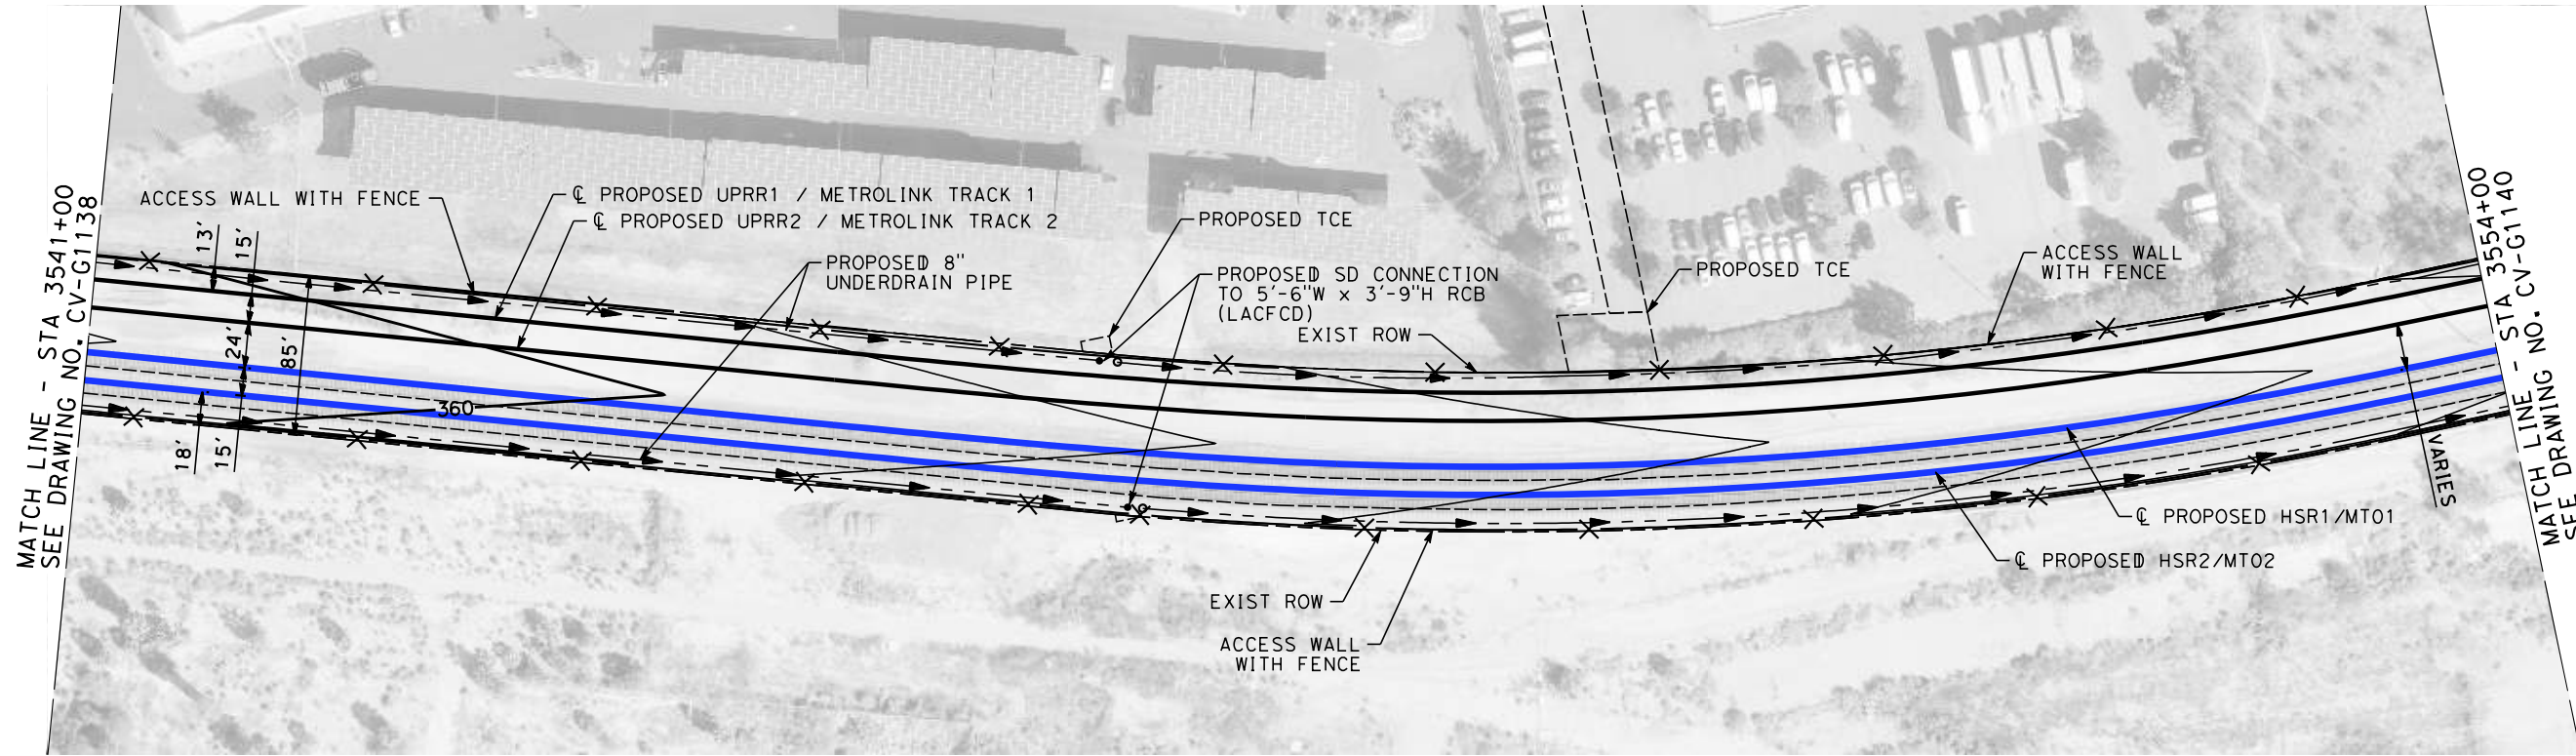 MATCH LINE - STA 3541+00
SEE DRAWING NO. CV-G1138
ACCESS WALL WITH FENCE
℄ PROPOSED UPRR1 / METROLINK TRACK 1
℄ PROPOSED UPRR2 / METROLINK TRACK 2
13'
15'
24'
85'
18'
15'
360
PROPOSED 8"
UNDERDRAIN PIPE
PROPOSED TCE
PROPOSED SD CONNECTION
TO 5'-6"W x 3'-9"H RCB
(LACFCD)
EXIST ROW
PROPOSED TCE
ACCESS WALL
WITH FENCE
EXIST ROW
ACCESS WALL
WITH FENCE
℄ PROPOSED HSR1/MT01
℄ PROPOSED HSR2/MT02
VARIES
MATCH LINE - STA 3554+00
SEE DRAWING NO. CV-G1140